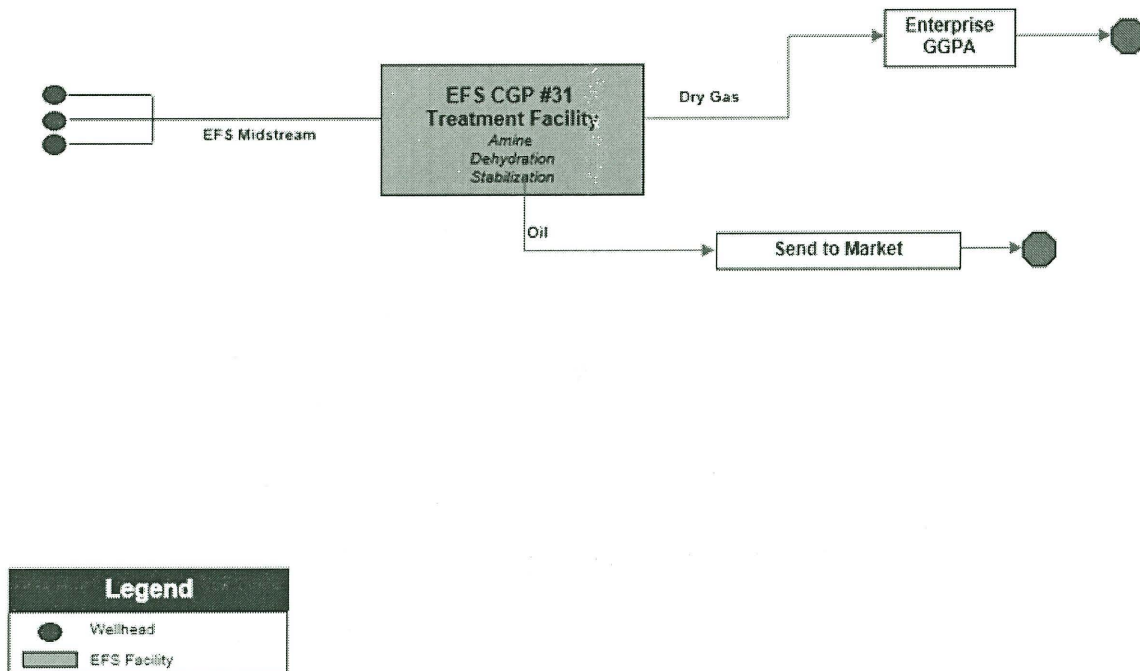 Enterprise
GGPA
EFS CGP #31
Treatment Facility
Amine
Dehydration
Stabilization
Dry Gas
EFS Midstream
Oil
Send to Market
Legend
Wellhead
EFS Facility